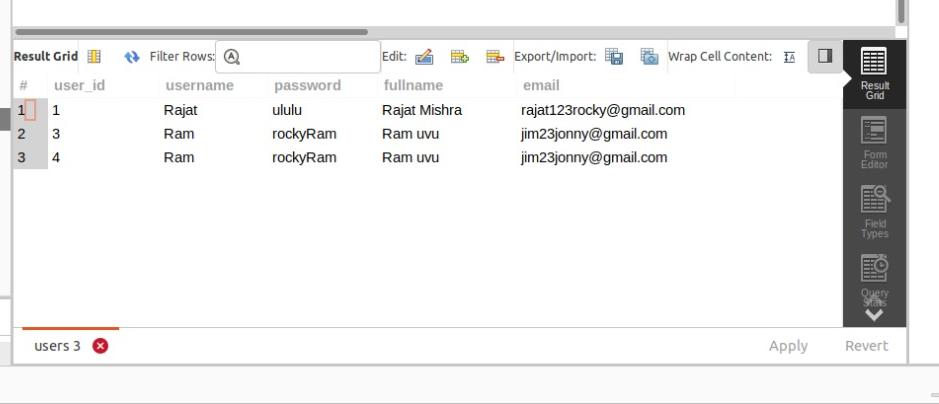 Result Grid Filter Rows: Edit: Export/Import: Wrap Cell Content:
# user_id username password fullname email
1 1 Rajat ululu Rajat Mishra rajat123rocky@gmail.com
2 3 Ram rockyRam Ram uvu jim23jonny@gmail.com
3 4 Ram rockyRam Ram uvu jim23jonny@gmail.com
Result
Grid
Form
Editor
Field
Types
Query
Stats
users 3 Apply Revert